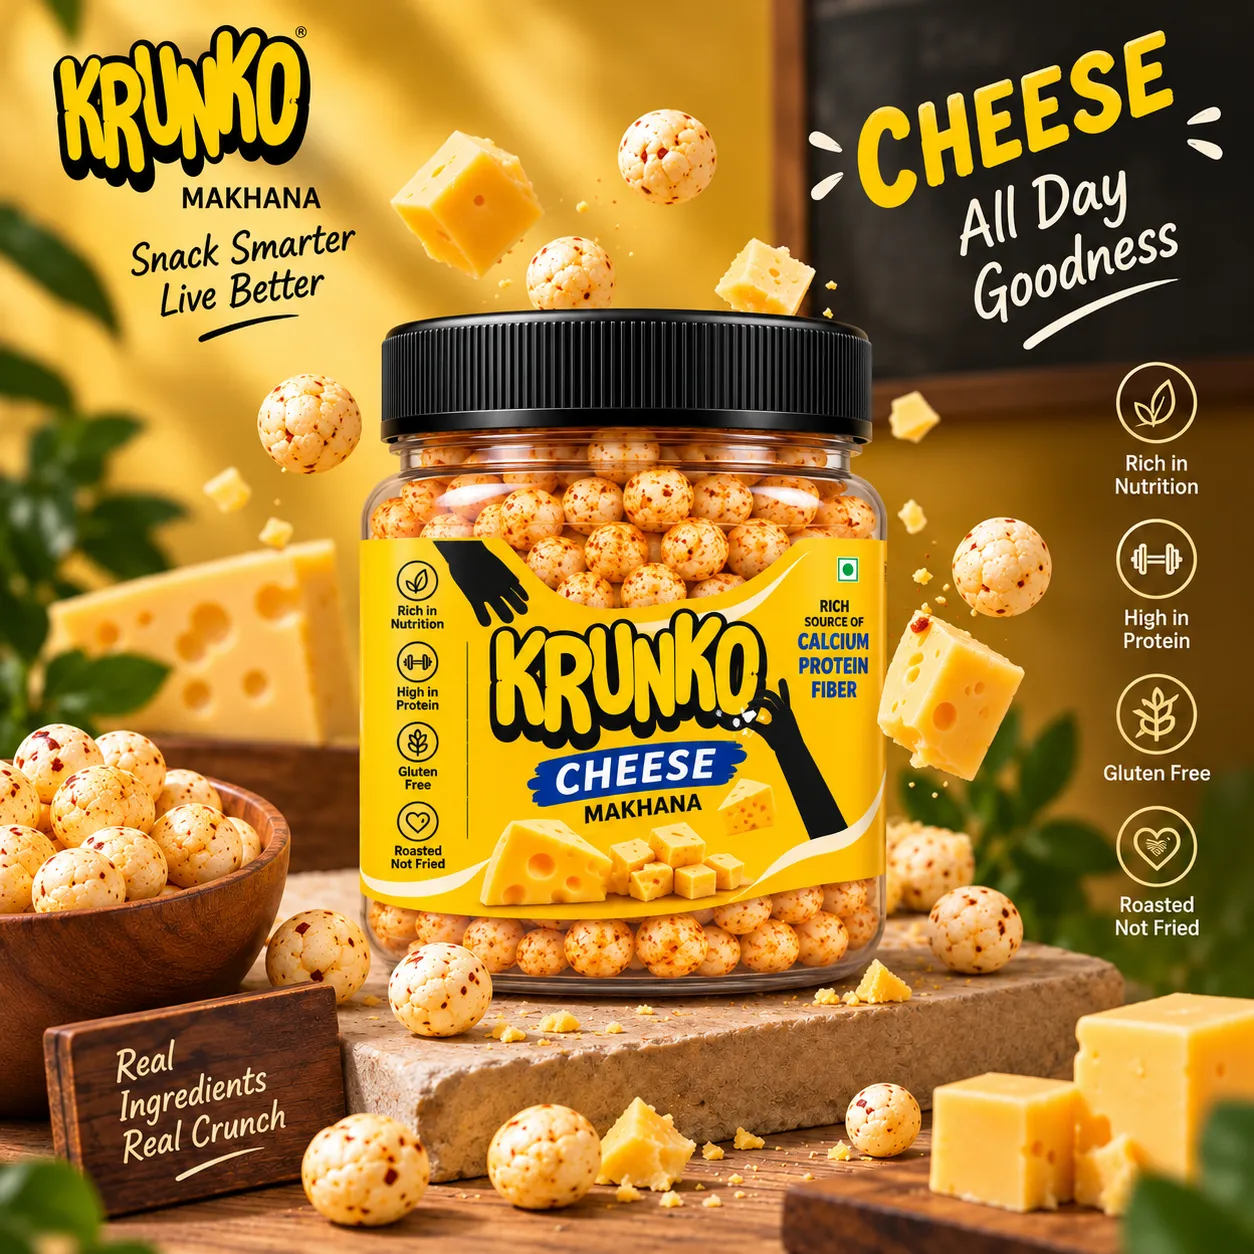 KRUNKO®
MAKHANA
Snack Smarter
Live Better
CHEESE
All Day
Goodness
Rich in
Nutrition
High in
Protein
Gluten Free
Roasted
Not Fried
Rich in
Nutrition
High in
Protein
Gluten
Free
Roasted
Not Fried
KRUNKO
CHEESE
MAKHANA
RICH
SOURCE OF
CALCIUM
PROTEIN
FIBER
Real
Ingredients
Real Crunch